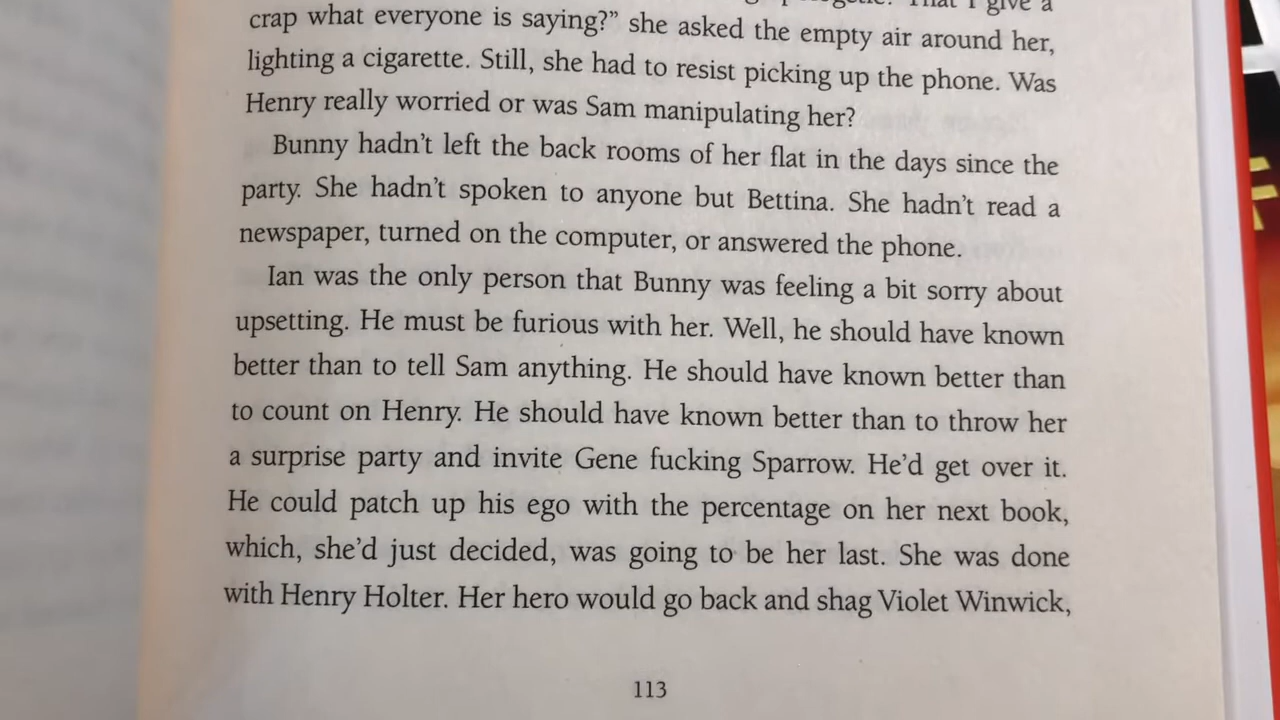 That I give a
crap what everyone is saying?” she asked the empty air around her,
lighting a cigarette. Still, she had to resist picking up the phone. Was
Henry really worried or was Sam manipulating her?
Bunny hadn’t left the back rooms of her flat in the days since the
party. She hadn’t spoken to anyone but Bettina. She hadn’t read a
newspaper, turned on the computer, or answered the phone.
Ian was the only person that Bunny was feeling a bit sorry about
upsetting. He must be furious with her. Well, he should have known
better than to tell Sam anything. He should have known better than
to count on Henry. He should have known better than to throw her
a surprise party and invite Gene fucking Sparrow. He’d get over it.
He could patch up his ego with the percentage on her next book,
which, she’d just decided, was going to be her last. She was done
with Henry Holter. Her hero would go back and shag Violet Winwick,
113